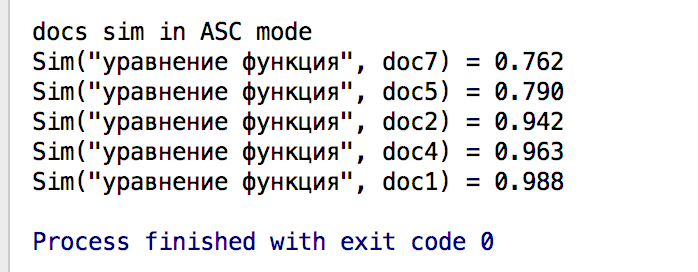 docs sim in ASC mode
Sim("уравнение функция", doc7) = 0.762
Sim("уравнение функция", doc5) = 0.790
Sim("уравнение функция", doc2) = 0.942
Sim("уравнение функция", doc4) = 0.963
Sim("уравнение функция", doc1) = 0.988
Process finished with exit code 0